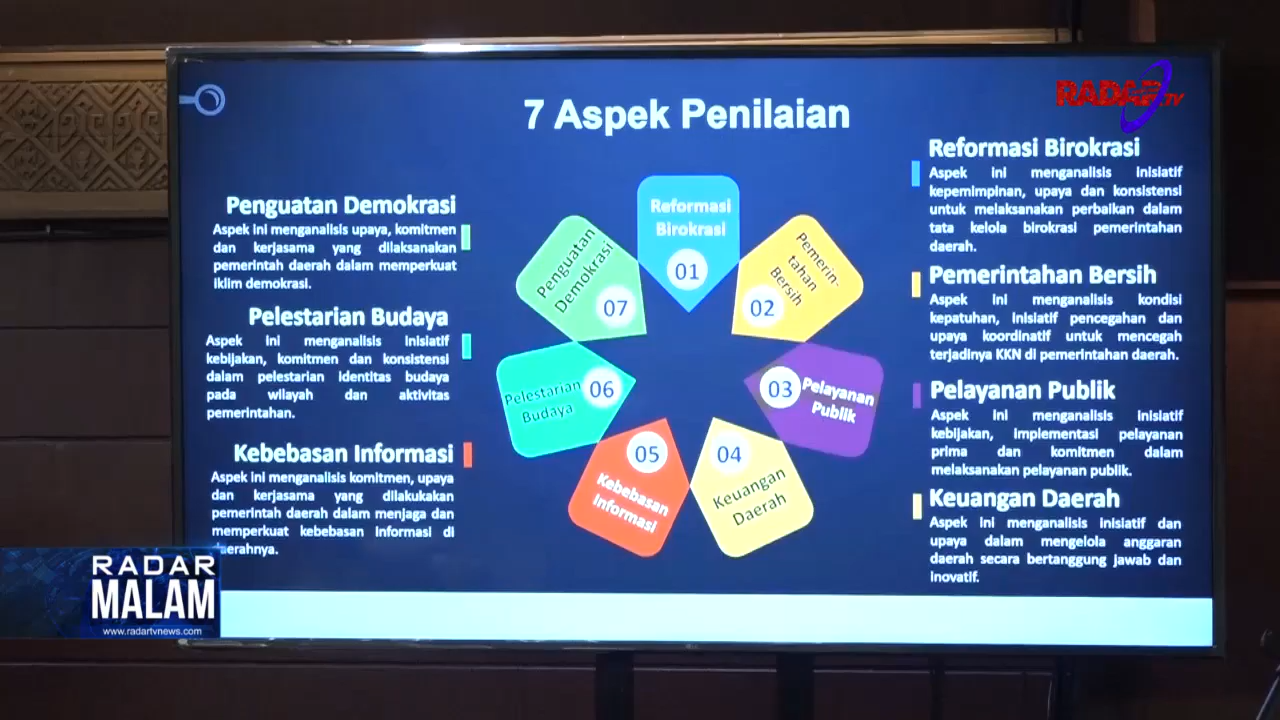 RADAR TV
7 Aspek Penilaian
Penguatan Demokrasi
Aspek ini menganalisis upaya, komitmen
dan kerjasama yang dilaksanakan
pemerintah daerah dalam memperkuat
iklim demokrasi.
Pelestarian Budaya
Aspek ini menganalisis inisiatif
kebijakan, komitmen dan konsistensi
dalam pelestarian identitas budaya
pada wilayah dan aktivitas
pemerintahan.
Kebebasan Informasi
Aspek ini menganalisis komitmen, upaya
dan kerjasama yang dilakukakan
pemerintah daerah dalam menjaga dan
memperkuat kebebasan informasi di
daerahnya.
Reformasi
Birokrasi
01
Pemerin-
tahan
Bersih
02
03
Pelayanan
Publik
04
Keuangan
Daerah
05
Kebebasan
Informasi
06
Pelestarian
Budaya
Penguatan
Demokrasi
07
Reformasi Birokrasi
Aspek ini menganalisis inisiatif
kepemimpinan, upaya dan konsistensi
untuk melaksanakan perbaikan dalam
tata kelola birokrasi pemerintahan
daerah.
Pemerintahan Bersih
Aspek ini menganalisis kondisi
kepatuhan, inisiatif pencegahan dan
upaya koordinatif untuk mencegah
terjadinya KKN di pemerintahan daerah.
Pelayanan Publik
Aspek ini menganalisis inisiatif
kebijakan, implementasi pelayanan
prima dan komitmen dalam
melaksanakan pelayanan publik.
Keuangan Daerah
Aspek ini menganalisis inisiatif dan
upaya dalam mengelola anggaran
daerah secara bertanggung jawab dan
inovatif.
RADAR
MALAM
www.radartvnews.com